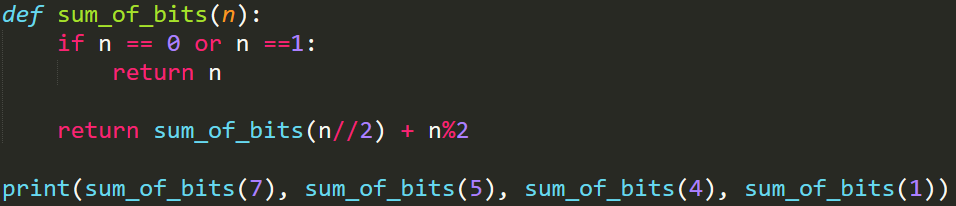 def sum_of_bits(n):
    if n == 0 or n ==1:
        return n

    return sum_of_bits(n//2) + n%2

print(sum_of_bits(7), sum_of_bits(5), sum_of_bits(4), sum_of_bits(1))